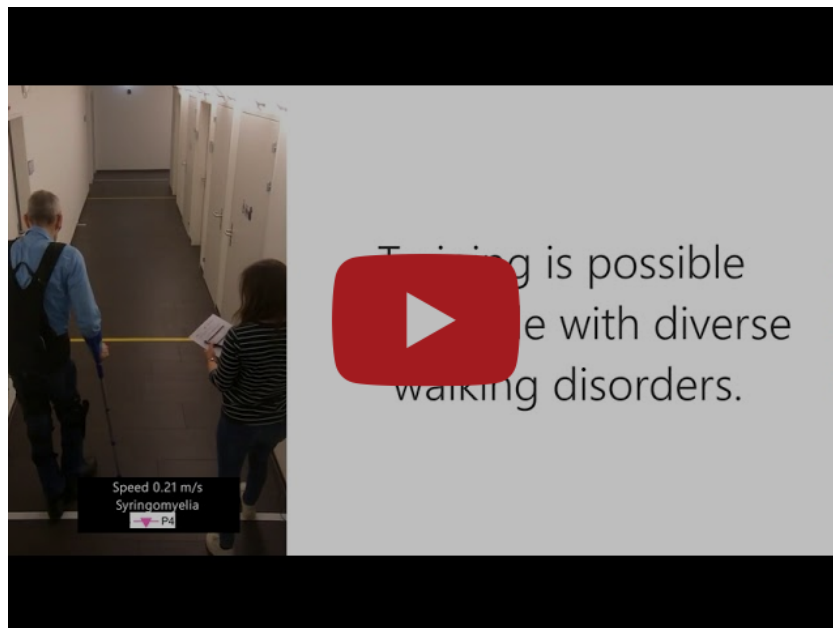 Speed 0.21 m/s
Syringomyelia
P4
is possible
with diverse
walking disorders.